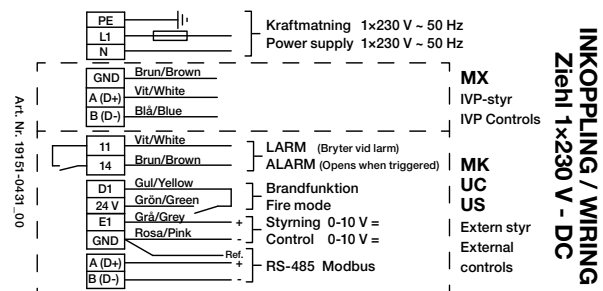 PE
L1
N
Kraftmatning 1×230 V ~ 50 Hz
Power supply 1×230 V ~ 50 Hz
GND Brun/Brown
A (D+) Vit/White
B (D-) Blå/Blue
MX
IVP-styr
IVP Controls
11 Vit/White
14 Brun/Brown
LARM (Bryter vid larm)
ALARM (Opens when triggered)
D1 Gul/Yellow
24 V Grön/Green
Brandfunktion
Fire mode
E1 Grå/Grey +
GND Rosa/Pink -
Styrning 0-10 V =
Control 0-10 V =
Ref.
A (D+) +
B (D-) -
RS-485 Modbus
MK
UC
US
Extern styr
External
controls
INKOPPLING / WIRING
Ziehl 1×230 V - DC
Art. Nr. 19151-0431_00